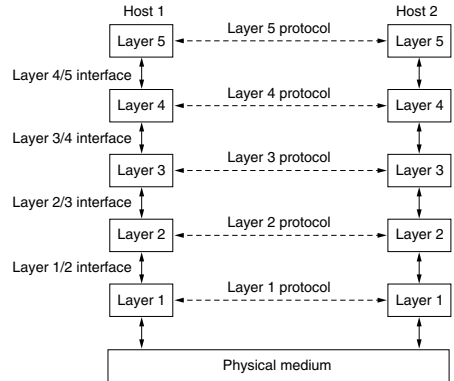 Host 1 Host 2
Layer 5 Layer 5 protocol Layer 5
Layer 4/5 interface
Layer 4 Layer 4 protocol Layer 4
Layer 3/4 interface
Layer 3 Layer 3 protocol Layer 3
Layer 2/3 interface
Layer 2 Layer 2 protocol Layer 2
Layer 1/2 interface
Layer 1 Layer 1 protocol Layer 1
Physical medium